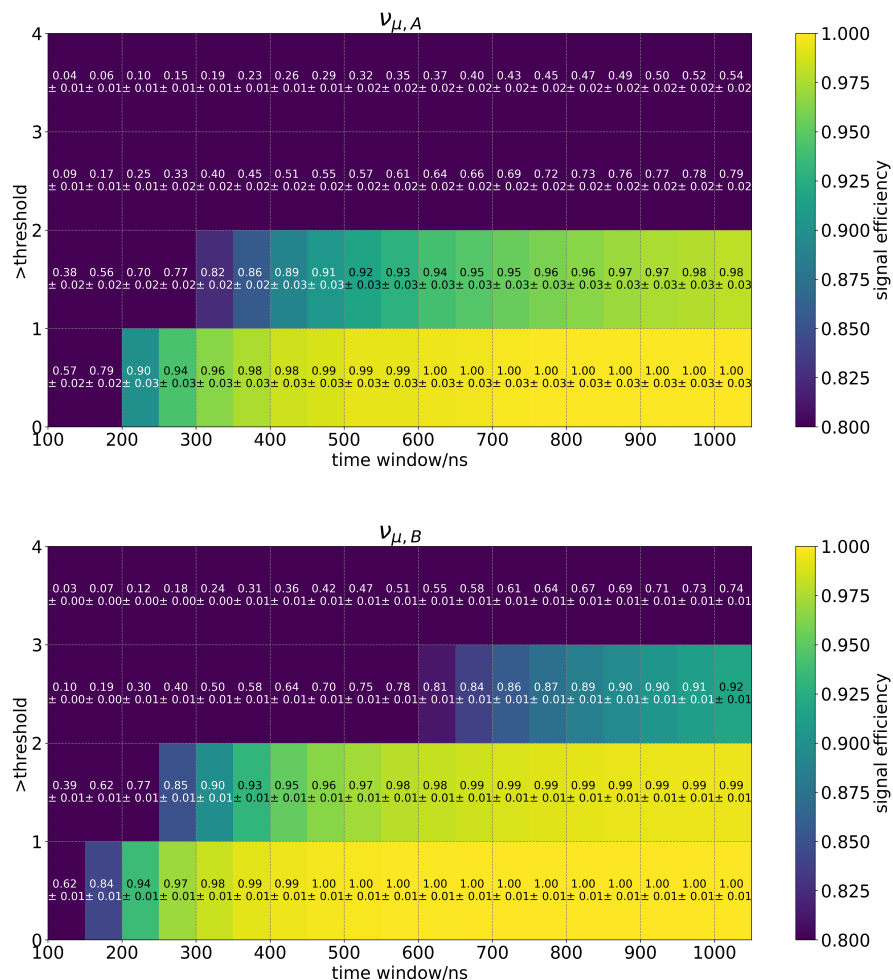 ν_{μ, A}
4
0.04 0.06 0.10 0.15 0.19 0.23 0.26 0.29 0.32 0.35 0.37 0.40 0.43 0.45 0.47 0.49 0.50 0.52 0.54
± 0.01 ± 0.01 ± 0.01 ± 0.01 ± 0.01 ± 0.01 ± 0.01 ± 0.01 ± 0.02 ± 0.02 ± 0.02 ± 0.02 ± 0.02 ± 0.02 ± 0.02 ± 0.02 ± 0.02 ± 0.02 ± 0.02
3
0.09 0.17 0.25 0.33 0.40 0.45 0.51 0.55 0.57 0.61 0.64 0.66 0.69 0.72 0.73 0.76 0.77 0.78 0.79
± 0.01 ± 0.01 ± 0.01 ± 0.02 ± 0.02 ± 0.02 ± 0.02 ± 0.02 ± 0.02 ± 0.02 ± 0.02 ± 0.02 ± 0.02 ± 0.02 ± 0.02 ± 0.02 ± 0.02 ± 0.02 ± 0.02
2
>threshold
0.38 0.56 0.70 0.77 0.82 0.86 0.89 0.91 0.92 0.93 0.94 0.95 0.95 0.96 0.96 0.97 0.97 0.98 0.98
± 0.02 ± 0.02 ± 0.02 ± 0.02 ± 0.02 ± 0.02 ± 0.03 ± 0.03 ± 0.03 ± 0.03 ± 0.03 ± 0.03 ± 0.03 ± 0.03 ± 0.03 ± 0.03 ± 0.03 ± 0.03 ± 0.03
1
0.57 0.79 0.90 0.94 0.96 0.98 0.98 0.99 0.99 0.99 1.00 1.00 1.00 1.00 1.00 1.00 1.00 1.00 1.00
± 0.02 ± 0.02 ± 0.03 ± 0.03 ± 0.03 ± 0.03 ± 0.03 ± 0.03 ± 0.03 ± 0.03 ± 0.03 ± 0.03 ± 0.03 ± 0.03 ± 0.03 ± 0.03 ± 0.03 ± 0.03 ± 0.03
0
100 200 300 400 500 600 700 800 900 1000
time window/ns
1.000
0.975
0.950
0.925
0.900
0.875
0.850
0.825
0.800
signal efficiency
ν_{μ, B}
4
0.03 0.07 0.12 0.18 0.24 0.31 0.36 0.42 0.47 0.51 0.55 0.58 0.61 0.64 0.67 0.69 0.71 0.73 0.74
± 0.00 ± 0.00 ± 0.00 ± 0.00 ± 0.00 ± 0.01 ± 0.01 ± 0.01 ± 0.01 ± 0.01 ± 0.01 ± 0.01 ± 0.01 ± 0.01 ± 0.01 ± 0.01 ± 0.01 ± 0.01 ± 0.01
3
0.10 0.19 0.30 0.40 0.50 0.58 0.64 0.70 0.75 0.78 0.81 0.84 0.86 0.87 0.89 0.90 0.90 0.91 0.92
± 0.00 ± 0.00 ± 0.01 ± 0.01 ± 0.01 ± 0.01 ± 0.01 ± 0.01 ± 0.01 ± 0.01 ± 0.01 ± 0.01 ± 0.01 ± 0.01 ± 0.01 ± 0.01 ± 0.01 ± 0.01 ± 0.01
2
>threshold
0.39 0.62 0.77 0.85 0.90 0.93 0.95 0.96 0.97 0.98 0.98 0.99 0.99 0.99 0.99 0.99 0.99 0.99 0.99
± 0.01 ± 0.01 ± 0.01 ± 0.01 ± 0.01 ± 0.01 ± 0.01 ± 0.01 ± 0.01 ± 0.01 ± 0.01 ± 0.01 ± 0.01 ± 0.01 ± 0.01 ± 0.01 ± 0.01 ± 0.01 ± 0.01
1
0.62 0.84 0.94 0.97 0.98 0.99 0.99 1.00 1.00 1.00 1.00 1.00 1.00 1.00 1.00 1.00 1.00 1.00 1.00
± 0.01 ± 0.01 ± 0.01 ± 0.01 ± 0.01 ± 0.01 ± 0.01 ± 0.01 ± 0.01 ± 0.01 ± 0.01 ± 0.01 ± 0.01 ± 0.01 ± 0.01 ± 0.01 ± 0.01 ± 0.01 ± 0.01
0
100 200 300 400 500 600 700 800 900 1000
time window/ns
1.000
0.975
0.950
0.925
0.900
0.875
0.850
0.825
0.800
signal efficiency